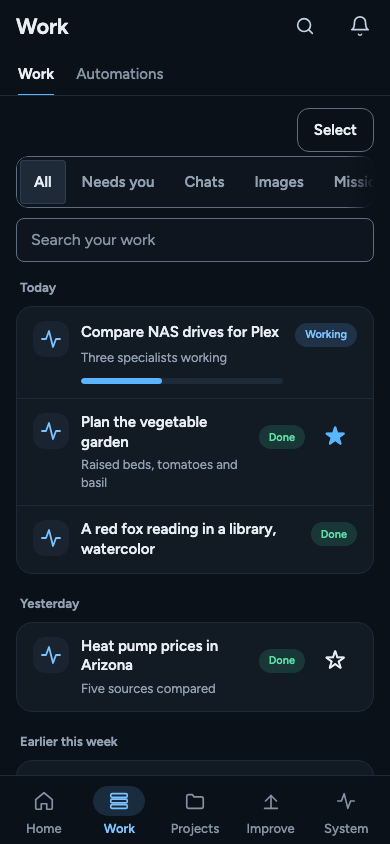 Work
Work Automations
Select
All Needs you Chats Images
Search your work
Today
Compare NAS drives for Plex
Working
Three specialists working
Plan the vegetable
garden
Done
Raised beds, tomatoes and
basil
A red fox reading in a library,
watercolor
Done
Yesterday
Heat pump prices in
Arizona
Done
Five sources compared
Earlier this week
Home Work Projects Improve System